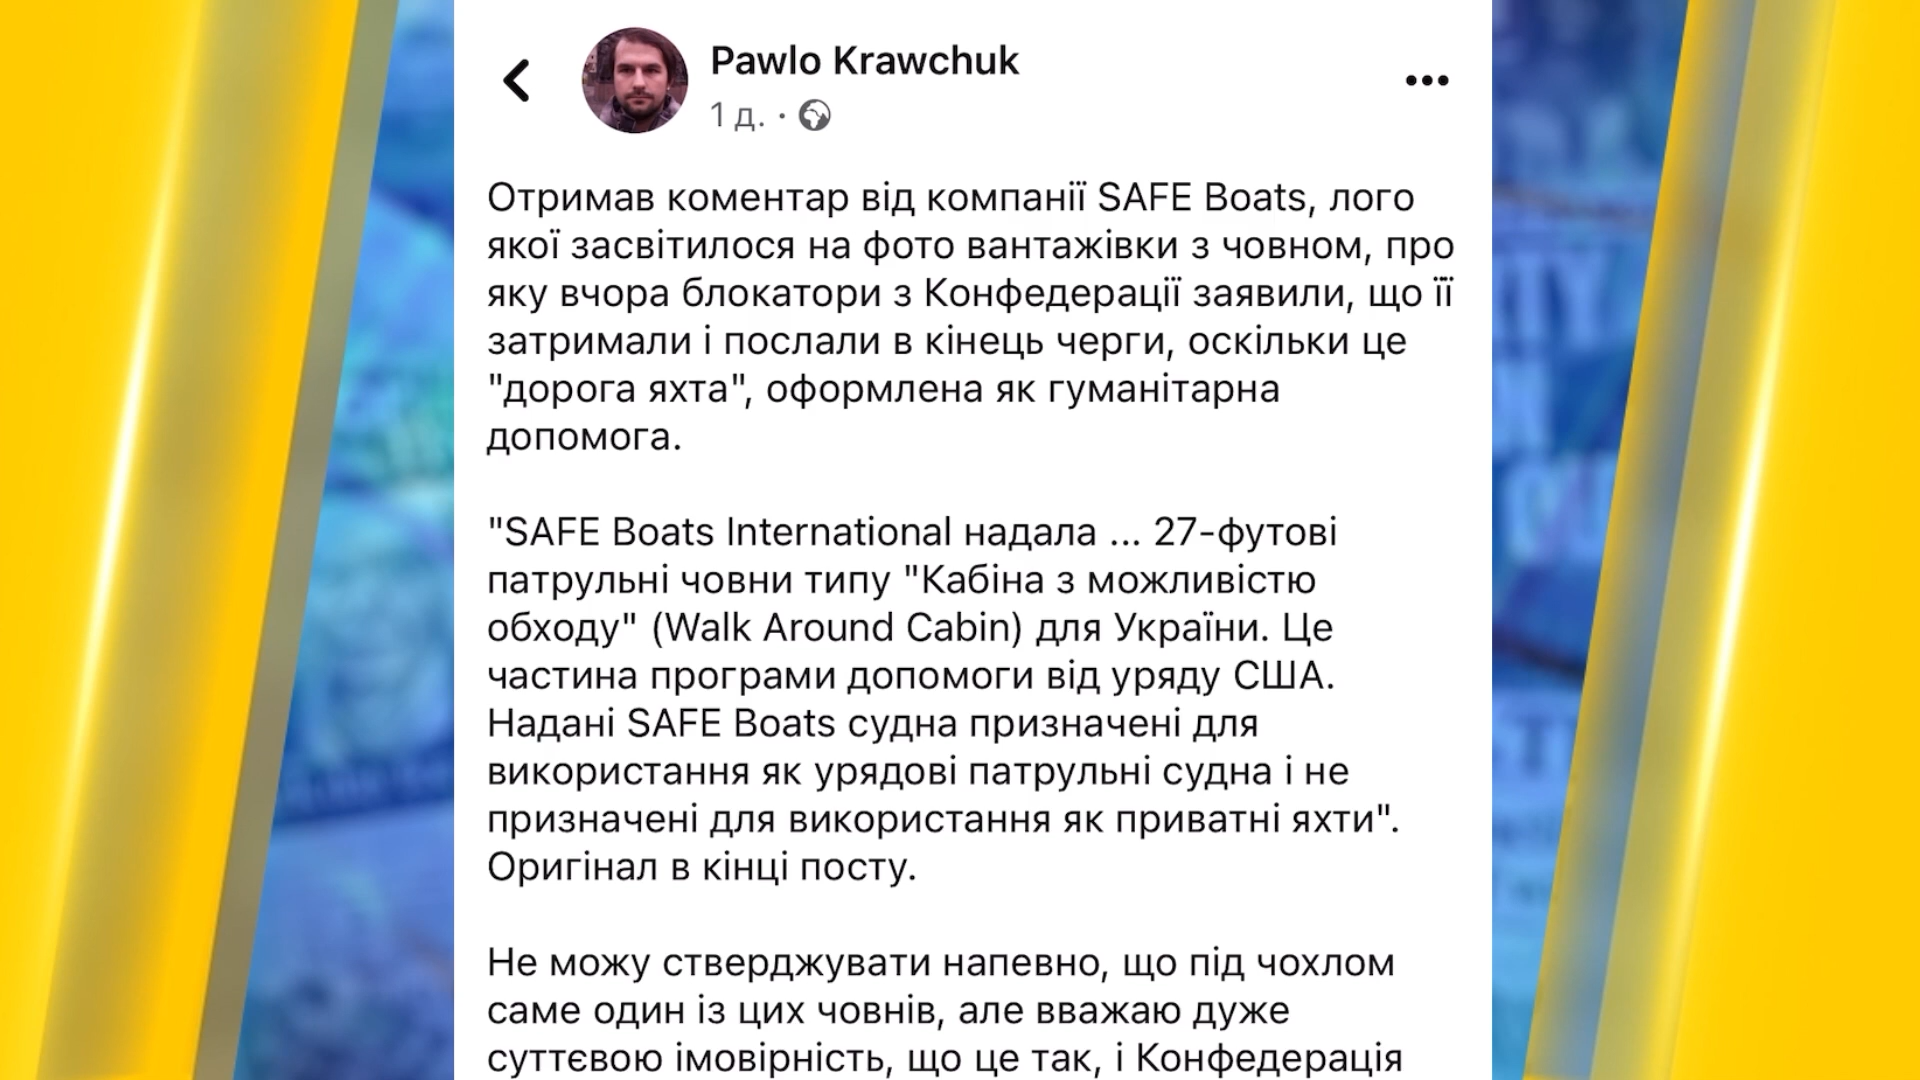 Pawlo Krawchuk
1 д. ·
Отримав коментар від компанії SAFE Boats, лого
якої засвітилося на фото вантажівки з човном, про
яку вчора блокатори з Конфедерації заявили, що її
затримали і послали в кінець черги, оскільки це
"дорога яхта", оформлена як гуманітарна
допомога.
"SAFE Boats International надала ... 27-футові
патрульні човни типу "Кабіна з можливістю
обходу" (Walk Around Cabin) для України. Це
частина програми допомоги від уряду США.
Надані SAFE Boats судна призначені для
використання як урядові патрульні судна і не
призначені для використання як приватні яхти".
Оригінал в кінці посту.
Не можу стверджувати напевно, що під чохлом
саме один із цих човнів, але вважаю дуже
суттєвою імовірність, що це так, і Конфедерація